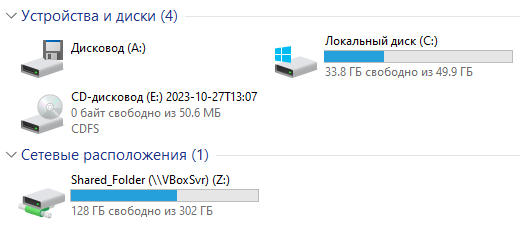 Устройства и диски (4)
Дисковод (A:)
Локальный диск (C:)
33.8 ГБ свободно из 49.9 ГБ
CD-дисковод (E:) 2023-10-27T13:07
0 байт свободно из 50.6 МБ
CDFS
Сетевые расположения (1)
Shared_Folder (\\VBoxSvr) (Z:)
128 ГБ свободно из 302 ГБ